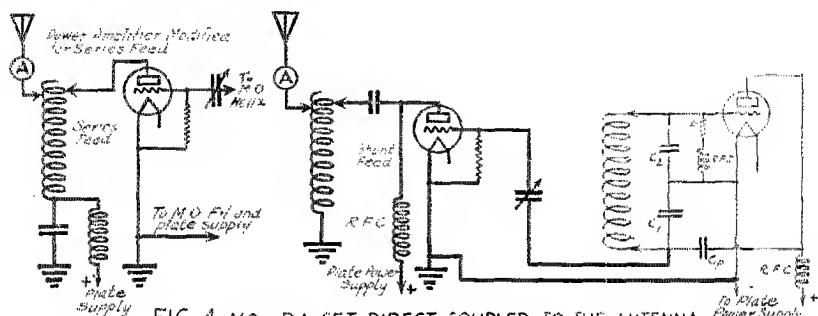 Power Amplifier Modified
for Series Feed
A
To
M O
Helix
Series
Feed
To M O Fil and
plate supply
+
Plate
Supply
A
Shunt
Feed
R F C
Plate Power
Supply
+
C2
R F C
C1
Cp
R F C
To Plate
Power Supply
+
FIG. 4 M O - P A SET DIRECT COUPLED TO THE ANTENNA